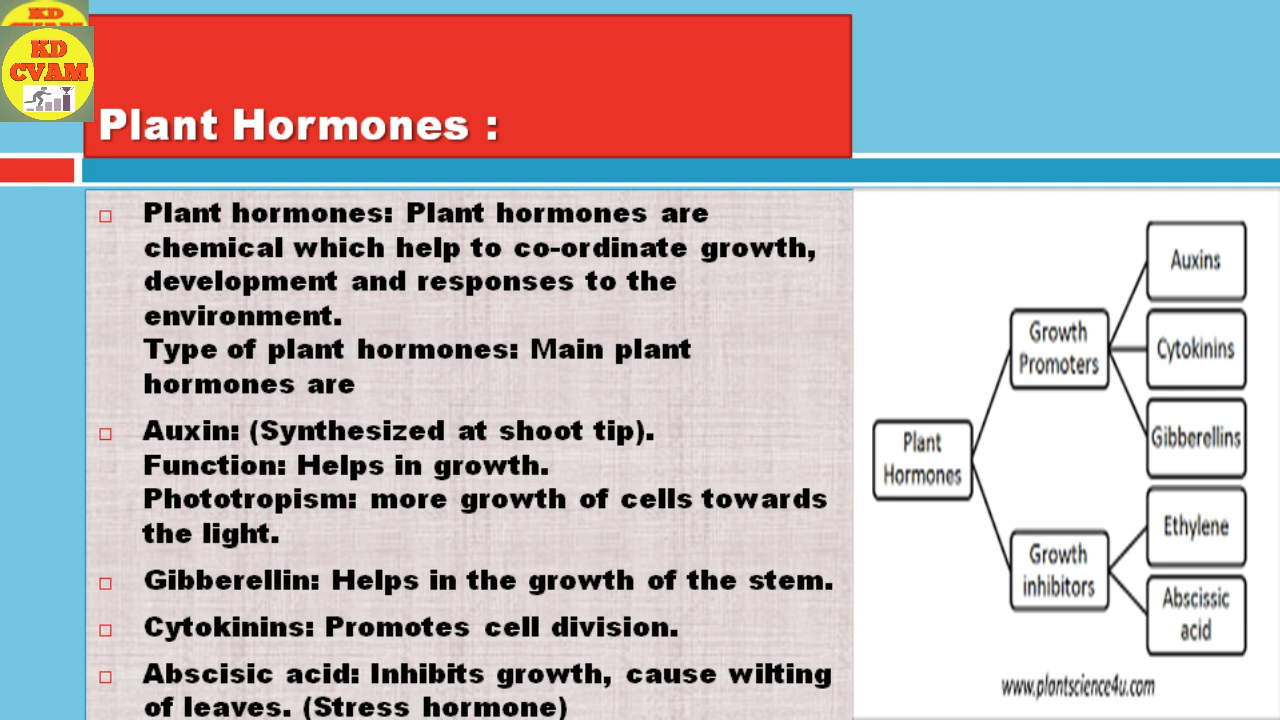 KD
CVAM
KD
CVAM
Plant Hormones :
Plant hormones: Plant hormones are
chemical which help to co-ordinate growth,
development and responses to the
environment.
Type of plant hormones: Main plant
hormones are
Auxin: (Synthesized at shoot tip).
Function: Helps in growth.
Phototropism: more growth of cells towards
the light.
Gibberellin: Helps in the growth of the stem.
Cytokinins: Promotes cell division.
Abscisic acid: Inhibits growth, cause wilting
of leaves. (Stress hormone)
Plant
Hormones
Growth
Promoters
Auxins
Cytokinins
Gibberellins
Growth
inhibitors
Ethylene
Abscissic
acid
www.plantscience4u.com